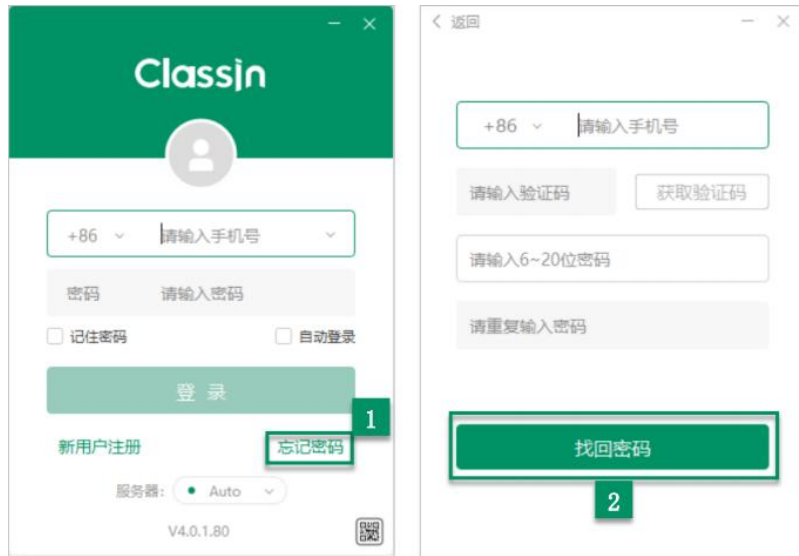 ClassIn
+86 请输入手机号
密码 请输入密码
记住密码 自动登录
登 录
1
新用户注册 忘记密码
服务器: Auto
V4.0.1.80
返回
+86 请输入手机号
请输入验证码 获取验证码
请输入6~20位密码
请重复输入密码
找回密码
2